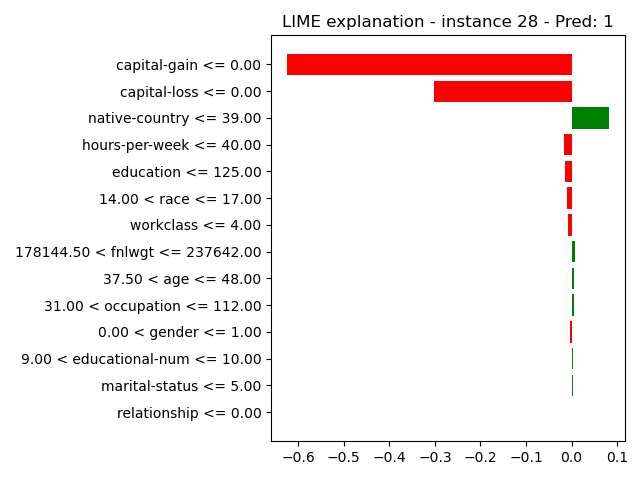 LIME explanation - instance 28 - Pred: 1
capital-gain <= 0.00
capital-loss <= 0.00
native-country <= 39.00
hours-per-week <= 40.00
education <= 125.00
14.00 < race <= 17.00
workclass <= 4.00
178144.50 < fnlwgt <= 237642.00
37.50 < age <= 48.00
31.00 < occupation <= 112.00
0.00 < gender <= 1.00
9.00 < educational-num <= 10.00
marital-status <= 5.00
relationship <= 0.00
−0.6 −0.5 −0.4 −0.3 −0.2 −0.1 0.0 0.1